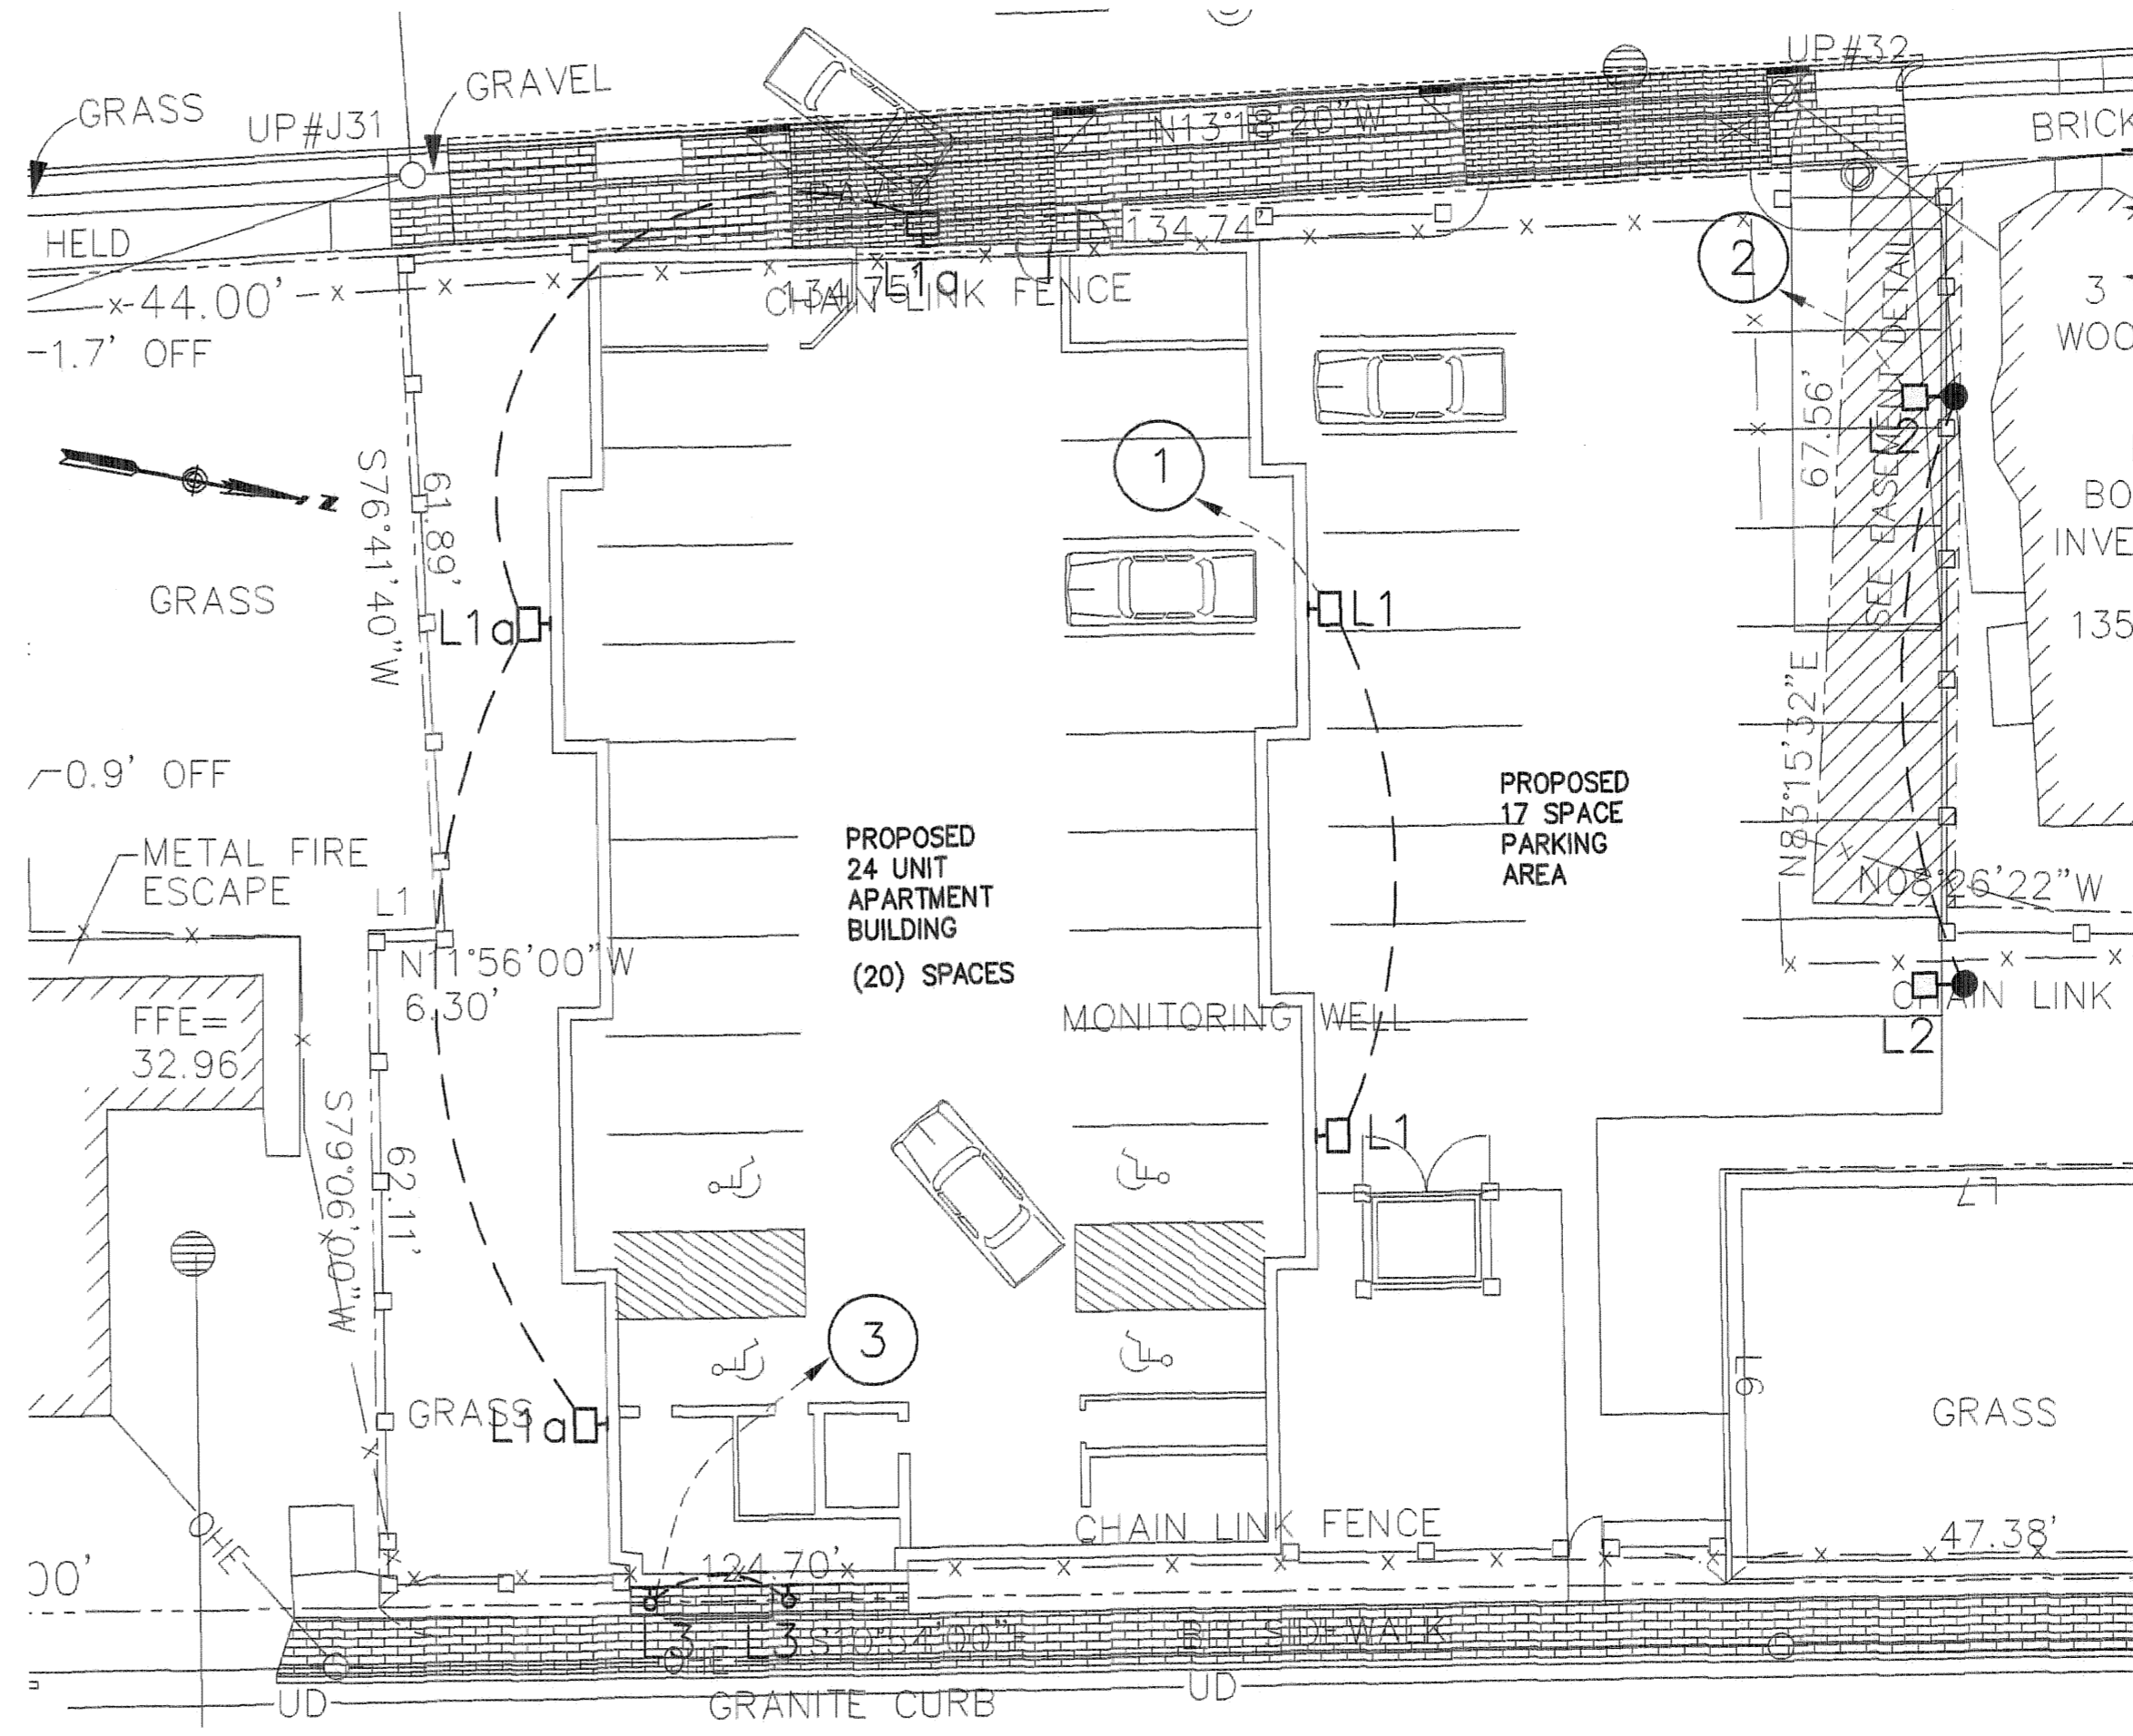 UP#32
GRAVEL
GRASS
UP#J31
N13°18'20"W
BRICK
HELD
134.74'
2
L1a
CHAIN LINK FENCE
134.75'
44.00'
3
WOO
1.7' OFF
67.56'
SEE EASEMENT DETAIL
L2
1
S76°41'40"W
61.89'
Z
BO
INVE
GRASS
L1a
L1
135
N83°15'32"E
0.9' OFF
PROPOSED
17 SPACE
PARKING
AREA
PROPOSED
24 UNIT
APARTMENT
BUILDING
(20) SPACES
METAL FIRE
ESCAPE
L1
N08°26'22"W
N11°56'00"W
6.30'
MONITORING WELL
CHAIN LINK
L2
FFE=
32.96
L1
S79°06'00"W
62.11'
L7
3
L6
GRASS
GRASS
L1a
OHE
CHAIN LINK FENCE
47.38'
00'
124.70'
L3
L3
S10°54'00"E
BIT SIDEWALK
OHE
UD
GRANITE CURB
UD